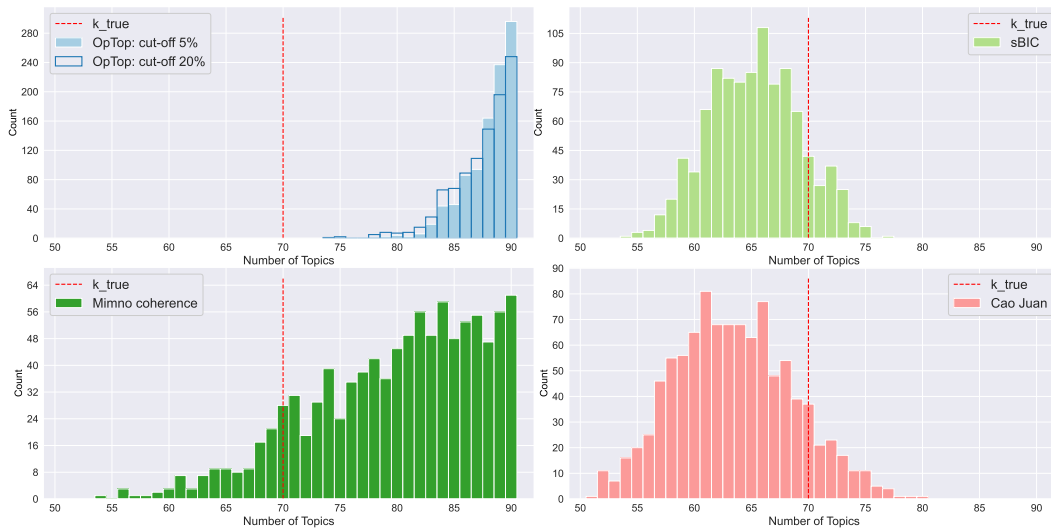 k_true
OpTop: cut-off 5%
OpTop: cut-off 20%
Count
280
240
200
160
120
80
40
0
50 55 60 65 70 75 80 85 90
Number of Topics
k_true
sBIC
Count
105
90
75
60
45
30
15
0
50 55 60 65 70 75 80 85 90
Number of Topics
k_true
Mimno coherence
Count
64
56
48
40
32
24
16
8
0
50 55 60 65 70 75 80 85 90
Number of Topics
k_true
Cao Juan
Count
90
80
70
60
50
40
30
20
10
0
50 55 60 65 70 75 80 85 90
Number of Topics